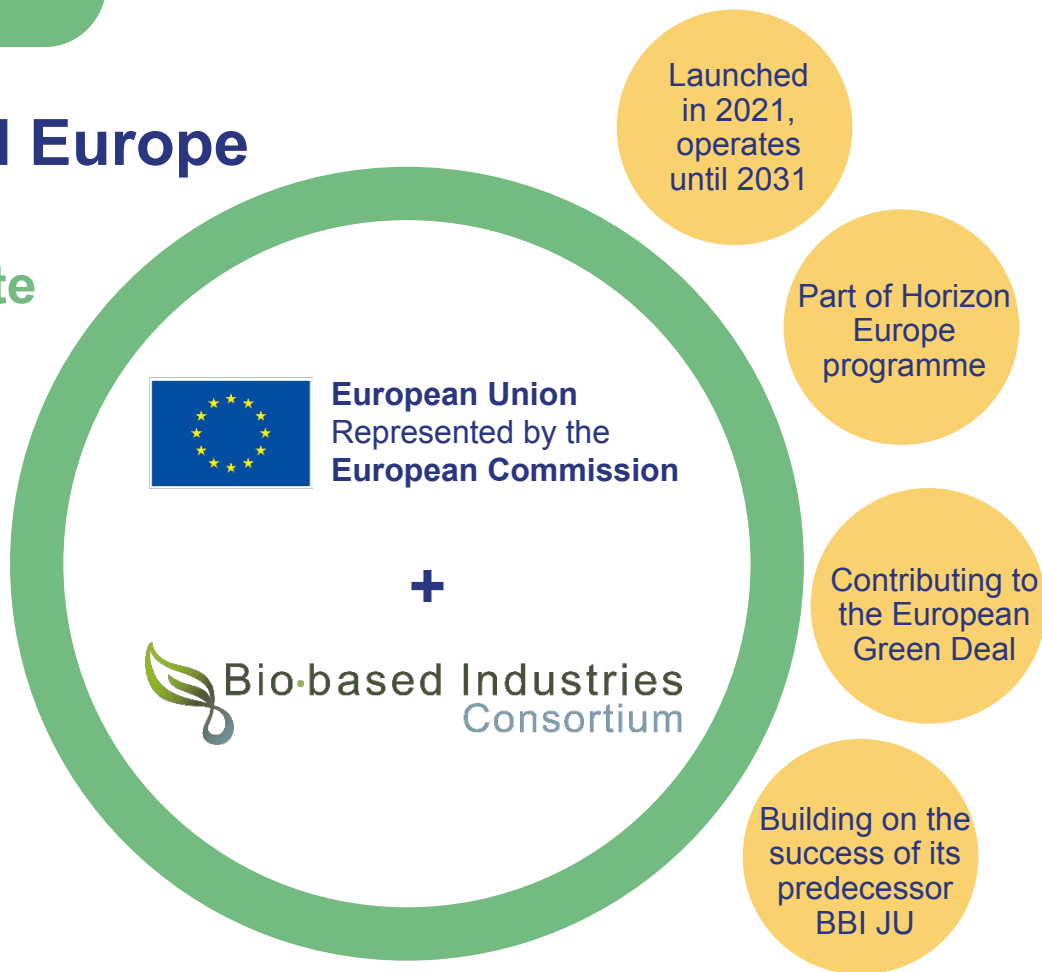 Europe
Launched
in 2021,
operates
until 2031
Part of Horizon
Europe
programme
European Union
Represented by the
European Commission
+
Bio-based Industries
Consortium
Contributing to
the European
Green Deal
Building on the
success of its
predecessor
BBI JU